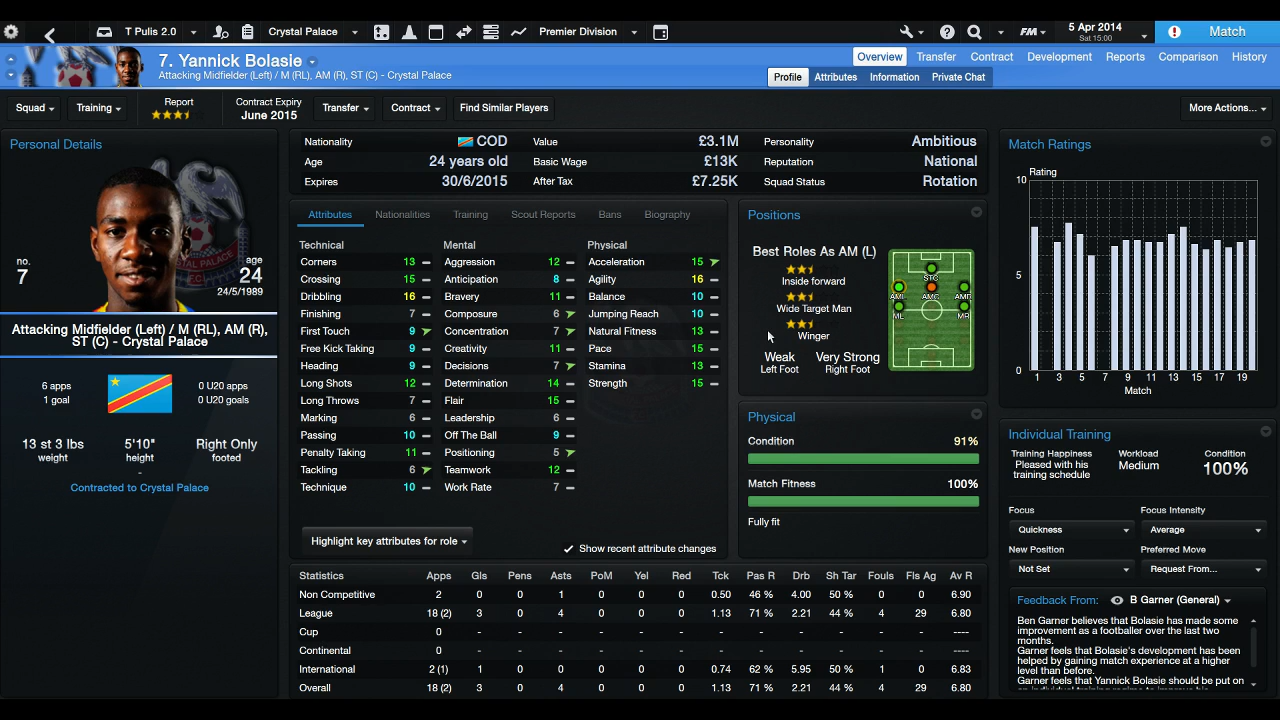 T Pulis 2.0
Crystal Palace
Premier Division
FM
5 Apr 2014
Sat 15:00
Match
7. Yannick Bolasie
Attacking Midfielder (Left) / M (RL), AM (R), ST (C) - Crystal Palace
Overview Transfer Contract Development Reports Comparison History
Profile Attributes Information Private Chat
Squad Training Report Contract Expiry June 2015 Transfer Contract Find Similar Players More Actions...
Personal Details
no.
7
age
24
24/5/1989
Attacking Midfielder (Left) / M (RL), AM (R),
ST (C) - Crystal Palace
6 apps
1 goal
0 U20 apps
0 U20 goals
13 st 3 lbs
weight
5'10"
height
Right Only
footed
-
Contracted to Crystal Palace
Nationality COD Value £3.1M Personality Ambitious
Age 24 years old Basic Wage £13K Reputation National
Expires 30/6/2015 After Tax £7.25K Squad Status Rotation
Attributes Nationalities Training Scout Reports Bans Biography
Technical Mental Physical
Corners 13 Aggression 12 Acceleration 15
Crossing 15 Anticipation 8 Agility 16
Dribbling 16 Bravery 11 Balance 10
Finishing 7 Composure 6 Jumping Reach 10
First Touch 9 Concentration 7 Natural Fitness 13
Free Kick Taking 9 Creativity 11 Pace 15
Heading 9 Decisions 7 Stamina 13
Long Shots 12 Determination 14 Strength 15
Long Throws 7 Flair 15
Marking 6 Leadership 6
Passing 10 Off The Ball 9
Penalty Taking 11 Positioning 5
Tackling 6 Teamwork 12
Technique 10 Work Rate 7
Highlight key attributes for role
Show recent attribute changes
Positions
Best Roles As AM (L)
Inside forward
Wide Target Man
Winger
Weak
Left Foot
Very Strong
Right Foot
STC
AML AMC AMR
ML MR
Physical
Condition 91%
Match Fitness 100%
Fully fit
Statistics Apps Gls Pens Asts PoM Yel Red Tck Pas R Drb Sh Tar Fouls Fls Ag Av R
Non Competitive 2 0 0 1 0 0 0 0.50 46 % 4.00 50 % 0 0 6.90
League 18 (2) 3 0 4 0 0 0 1.13 71 % 2.21 44 % 4 29 6.80
Cup 0 - - - - - - - - - - - - ----
Continental 0 - - - - - - - - - - - - ----
International 2 (1) 1 0 0 0 0 0 0.74 62 % 5.95 50 % 1 0 6.83
Overall 18 (2) 3 0 4 0 0 0 1.13 71 % 2.21 44 % 4 29 6.80
Match Ratings
Rating
10
5
0
1 3 5 7 9 11 13 15 17 19
Match
Individual Training
Training Happiness
Pleased with his
training schedule
Workload
Medium
Condition
100%
Focus Focus Intensity
Quickness Average
New Position Preferred Move
Not Set Request From...
Feedback From: B Garner (General)
Ben Garner believes that Bolasie has made some
improvement as a footballer over the last two
months.
Garner feels that Bolasie's development has been
helped by gaining match experience at a higher
level than before.
Garner feels that Yannick Bolasie should be put on